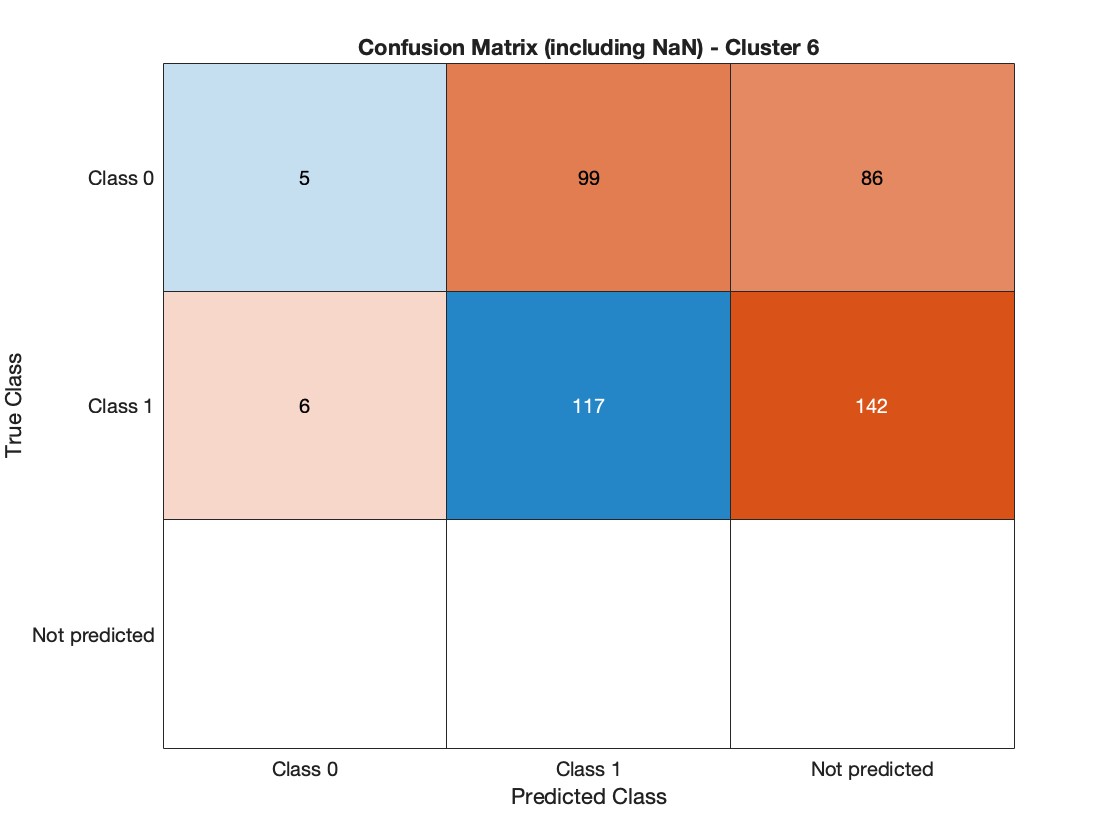 Confusion Matrix (including NaN) - Cluster 6
Class 0
5
99
86
Class 1
6
117
142
Not predicted
True Class
Class 0
Class 1
Not predicted
Predicted Class